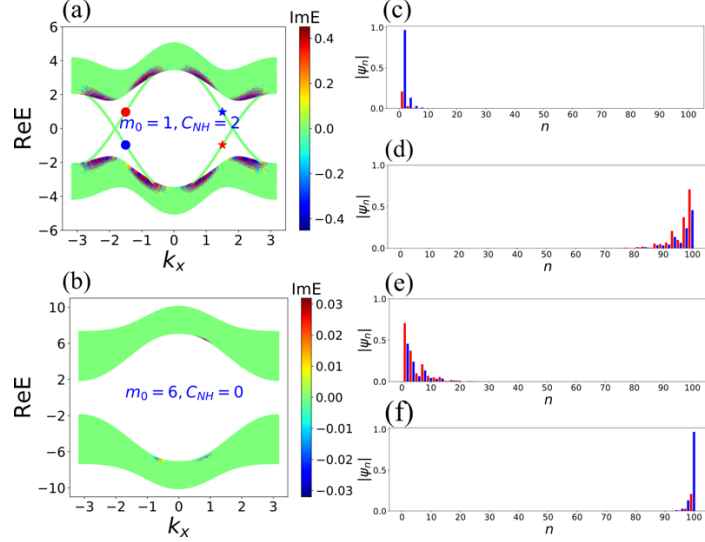 (a)
ImE
6
4
2
0
−2
−4
−6
ReE
m₀ = 1, C_NH = 2
0.4
0.2
0.0
−0.2
−0.4
−3 −2 −1 0 1 2 3
kₓ
(b)
ImE
10
6
2
−2
−6
−10
ReE
m₀ = 6, C_NH = 0
0.03
0.02
0.01
0.00
−0.01
−0.02
−0.03
−3 −2 −1 0 1 2 3
kₓ
(c)
1.0
0.5
0.0
|ψₙ|
0 10 20 30 40 50 60 70 80 90 100
n
(d)
1.0
0.5
0.0
|ψₙ|
0 10 20 30 40 50 60 70 80 90 100
n
(e)
1.0
0.5
0.0
|ψₙ|
0 10 20 30 40 50 60 70 80 90 100
n
(f)
1.0
0.5
0.0
|ψₙ|
0 10 20 30 40 50 60 70 80 90 100
n